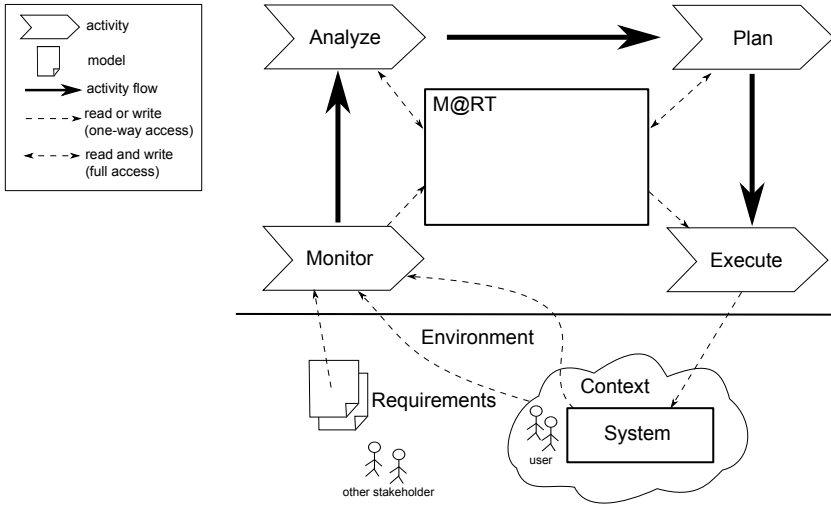 activity
model
activity flow
read or write
(one-way access)
read and write
(full access)
Analyze
Plan
M@RT
Monitor
Execute
Environment
Requirements
Context
System
user
other stakeholder